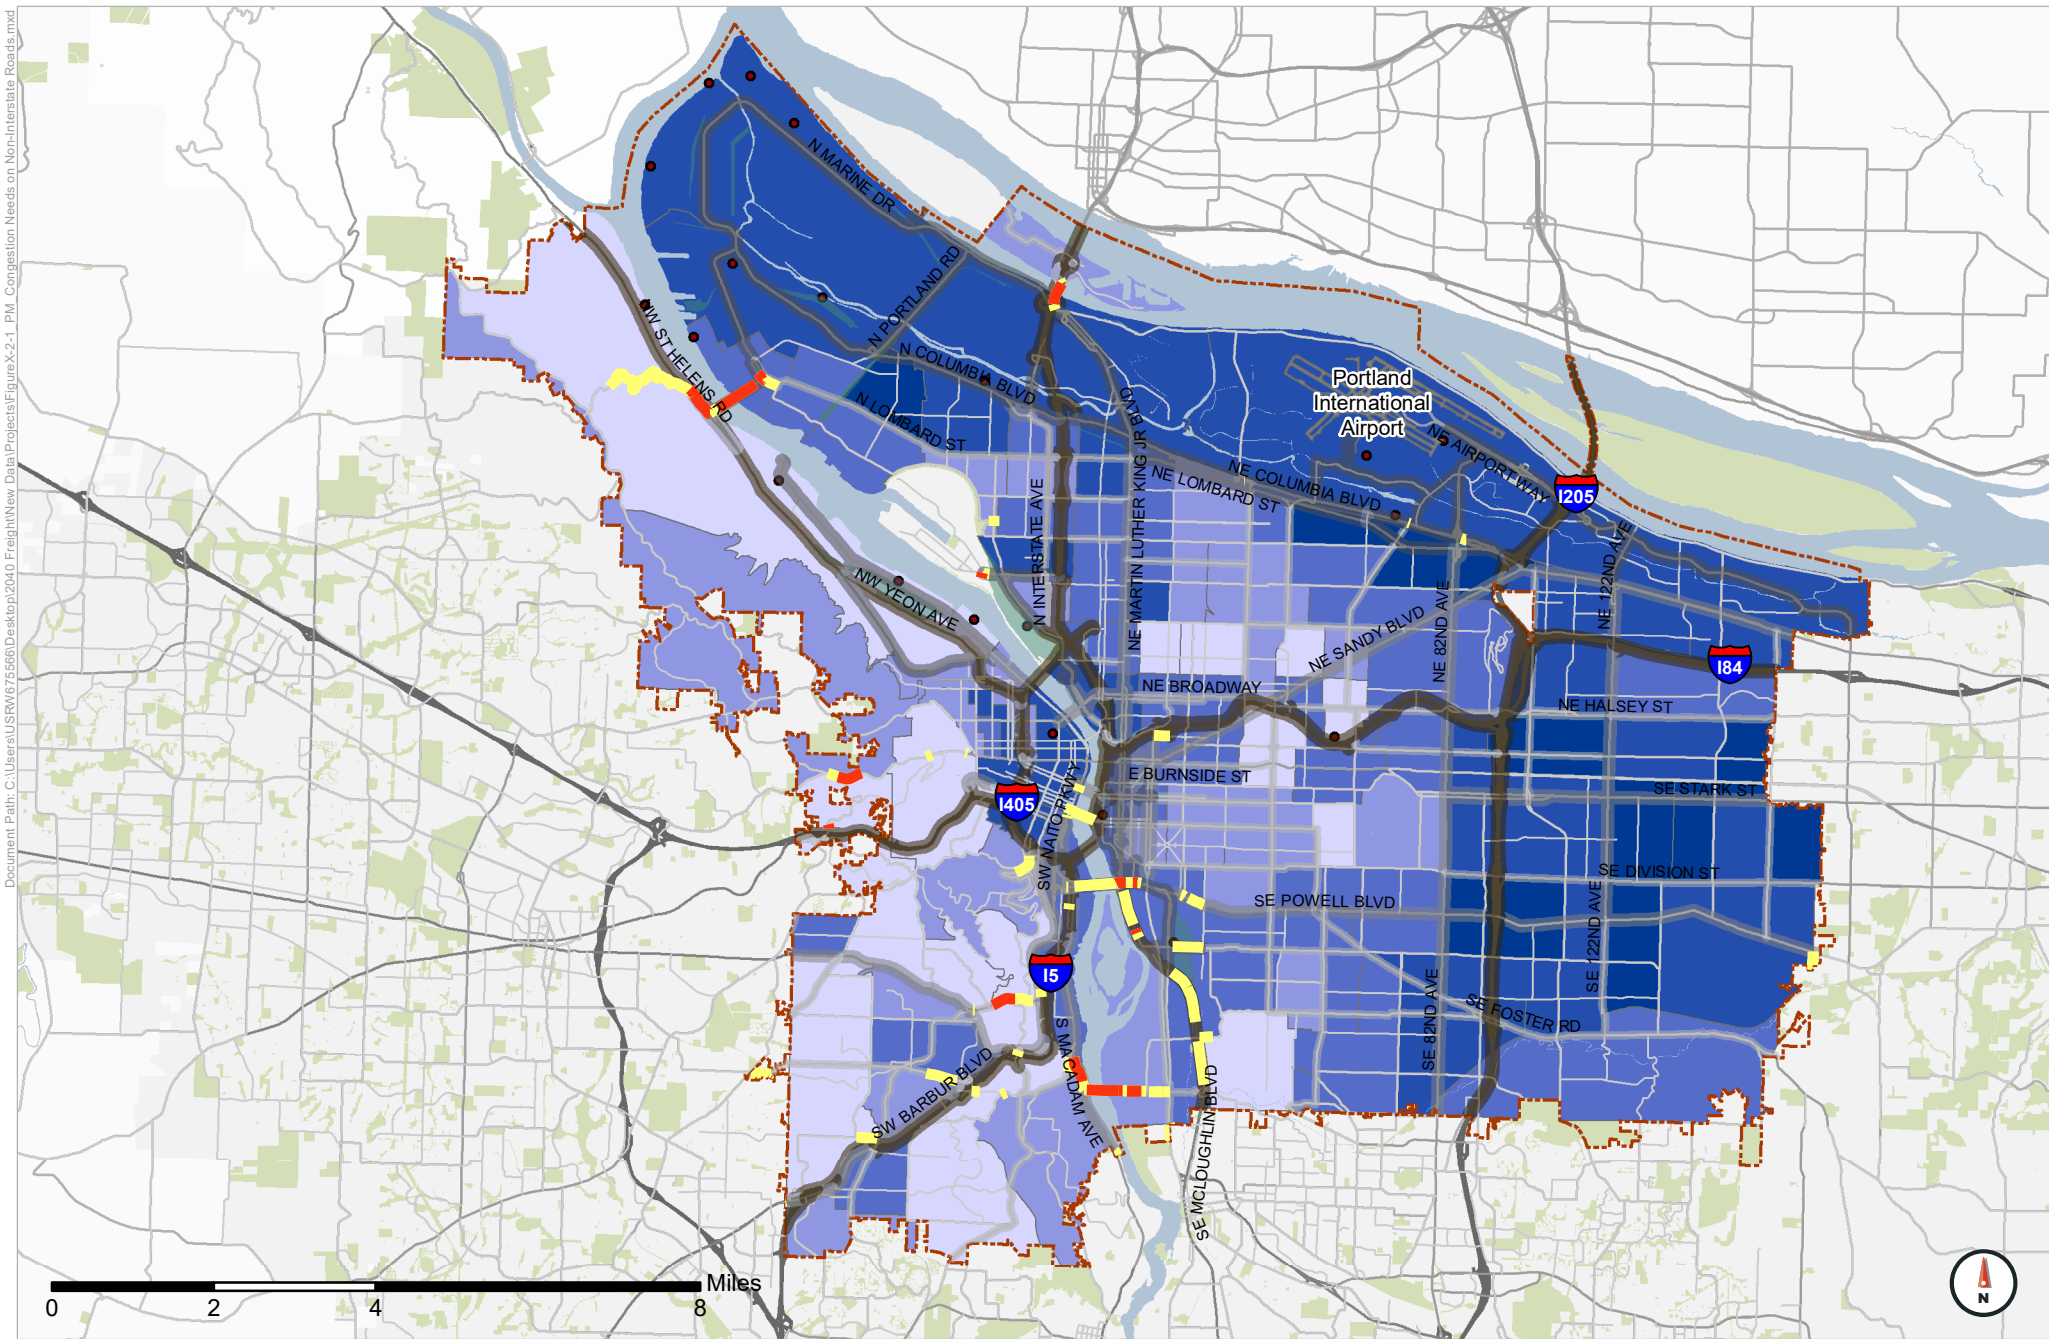 Document Path: C:\Users\USRW675566\Desktop\2040 Freight\New Data\Projects\FigureX-2-1_PM_Congestion Needs on Non-Interstate Roads.mxd
N MARINE DR
N PORTLAND RD
NW ST HELENS RD
N COLUMBIA BLVD
N LOMBARD ST
Portland
International
Airport
NE AIRPORT WAY
I205
NE COLUMBIA BLVD
NE LOMBARD ST
NE MARTIN LUTHER KING JR BLVD
N INTERSTATE AVE
NW YEON AVE
NE 122ND AVE
NE 82ND AVE
NE SANDY BLVD
I84
NE BROADWAY
NE HALSEY ST
E BURNSIDE ST
SE STARK ST
I405
SW NAITO PKWY
SE DIVISION ST
SE POWELL BLVD
SE 122ND AVE
I5
SE 82ND AVE
SE FOSTER RD
S MACADAM AVE
SW BARBUR BLVD
SE MCLOUGHLIN BLVD
Miles
0 2 4 8
N